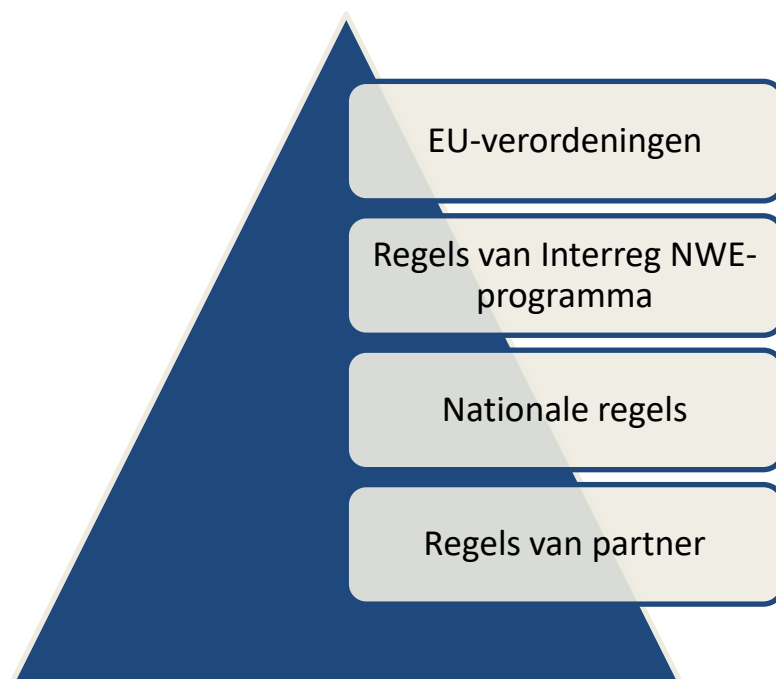 EU-verordeningen
Regels van Interreg NWE-
programma
Nationale regels
Regels van partner